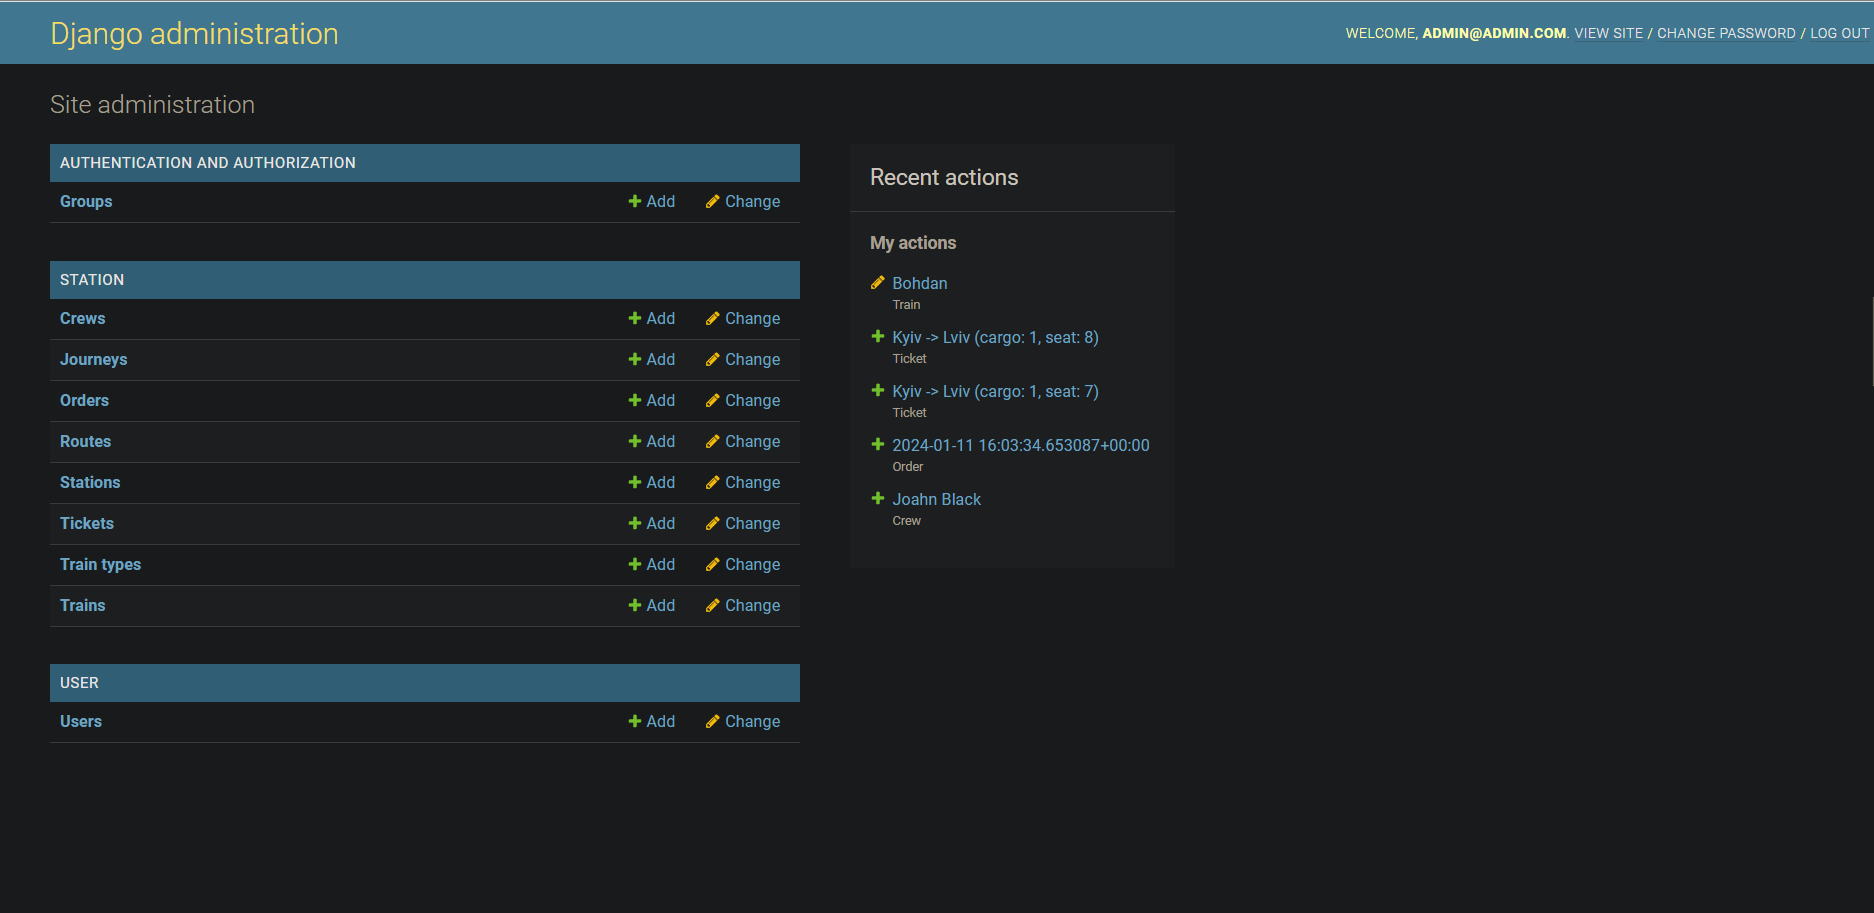 Django administration
WELCOME, ADMIN@ADMIN.COM. VIEW SITE / CHANGE PASSWORD / LOG OUT
Site administration
AUTHENTICATION AND AUTHORIZATION
Groups Add Change
STATION
Crews Add Change
Journeys Add Change
Orders Add Change
Routes Add Change
Stations Add Change
Tickets Add Change
Train types Add Change
Trains Add Change
USER
Users Add Change
Recent actions
My actions
Bohdan
Train
Kyiv -> Lviv (cargo: 1, seat: 8)
Ticket
Kyiv -> Lviv (cargo: 1, seat: 7)
Ticket
2024-01-11 16:03:34.653087+00:00
Order
Joahn Black
Crew